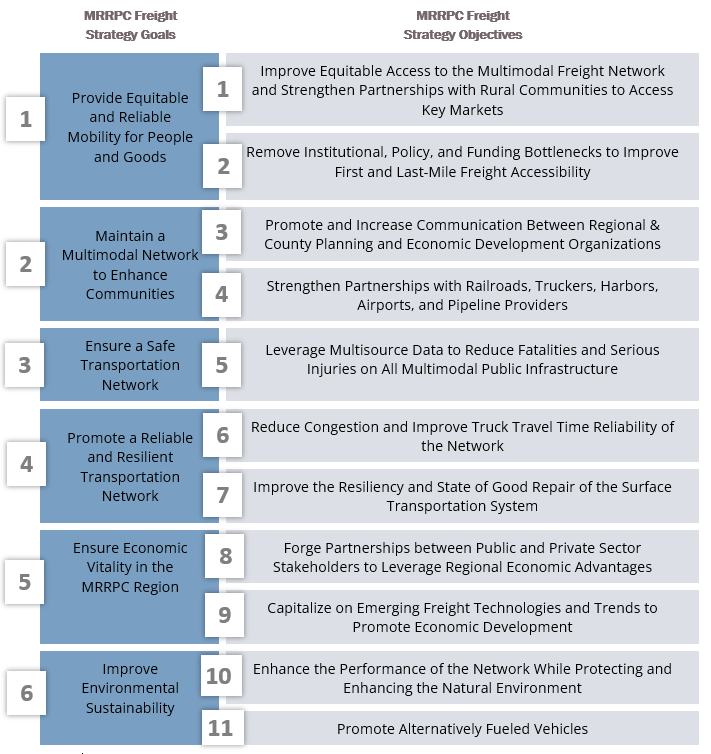 MRRPC Freight
Strategy Goals
MRRPC Freight
Strategy Objectives
1
Provide Equitable
and Reliable
Mobility for People
and Goods
1
Improve Equitable Access to the Multimodal Freight Network
and Strengthen Partnerships with Rural Communities to Access
Key Markets
2
Remove Institutional, Policy, and Funding Bottlenecks to Improve
First and Last-Mile Freight Accessibility
2
Maintain a
Multimodal Network
to Enhance
Communities
3
Promote and Increase Communication Between Regional &
County Planning and Economic Development Organizations
4
Strengthen Partnerships with Railroads, Truckers, Harbors,
Airports, and Pipeline Providers
3
Ensure a Safe
Transportation
Network
5
Leverage Multisource Data to Reduce Fatalities and Serious
Injuries on All Multimodal Public Infrastructure
4
Promote a Reliable
and Resilient
Transportation
Network
6
Reduce Congestion and Improve Truck Travel Time Reliability of
the Network
7
Improve the Resiliency and State of Good Repair of the Surface
Transportation System
5
Ensure Economic
Vitality in the
MRRPC Region
8
Forge Partnerships between Public and Private Sector
Stakeholders to Leverage Regional Economic Advantages
9
Capitalize on Emerging Freight Technologies and Trends to
Promote Economic Development
6
Improve
Environmental
Sustainability
10
Enhance the Performance of the Network While Protecting and
Enhancing the Natural Environment
11
Promote Alternatively Fueled Vehicles